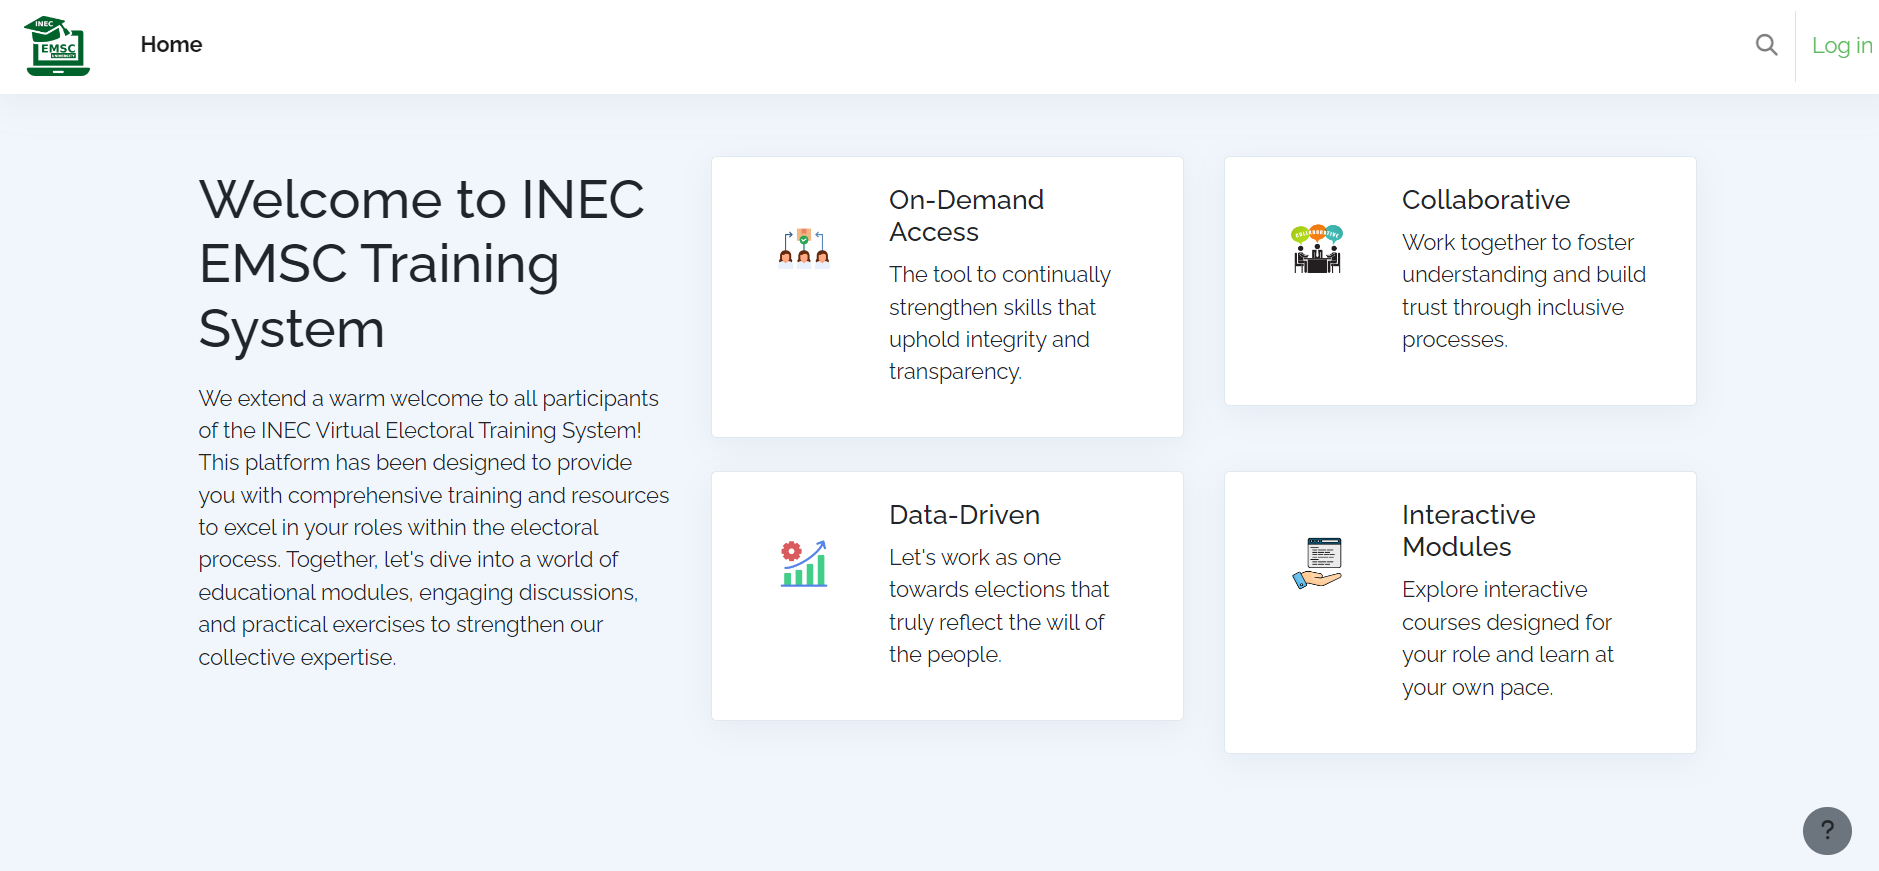 INEC
EMSC
Home
Log in
Welcome to INEC
EMSC Training
System
We extend a warm welcome to all participants
of the INEC Virtual Electoral Training System!
This platform has been designed to provide
you with comprehensive training and resources
to excel in your roles within the electoral
process. Together, let's dive into a world of
educational modules, engaging discussions,
and practical exercises to strengthen our
collective expertise.
On-Demand
Access
The tool to continually
strengthen skills that
uphold integrity and
transparency.
COLLABORATIVE
Collaborative
Work together to foster
understanding and build
trust through inclusive
processes.
Data-Driven
Let's work as one
towards elections that
truly reflect the will of
the people.
Interactive
Modules
Explore interactive
courses designed for
your role and learn at
your own pace.
?